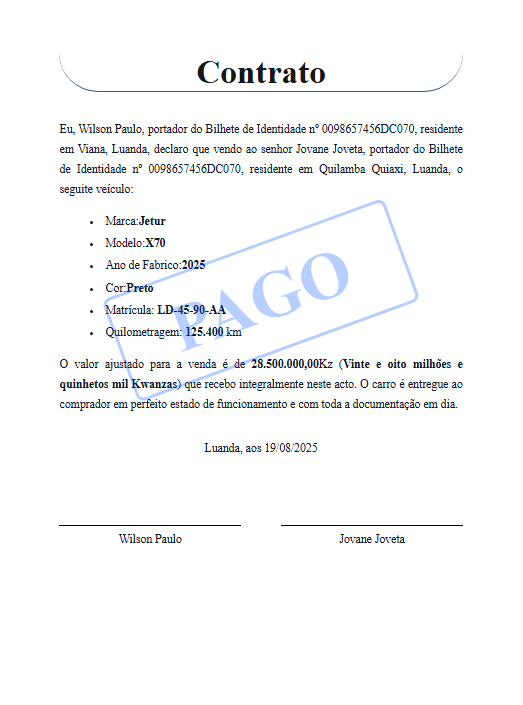 Contrato
Eu, Wilson Paulo, portador do Bilhete de Identidade nº 0098657456DC070, residente
em Viana, Luanda, declaro que vendo ao senhor Jovane Joveta, portador do Bilhete
de Identidade nº 0098657456DC070, residente em Quilamba Quiaxi, Luanda, o
seguite veículo:
• Marca:Jetur
• Modelo:X70
• Ano de Fabrico:2025
• Cor:Preto
• Matrícula: LD-45-90-AA
• Quilometragem: 125.400 km
PAGO
O valor ajustado para a venda é de 28.500.000,00Kz (Vinte e oito milhões e
quinhetos mil Kwanzas) que recebo integralmente neste acto. O carro é entregue ao
comprador em perfeito estado de funcionamento e com toda a documentação em dia.
Luanda, aos 19/08/2025
Wilson Paulo
Jovane Joveta